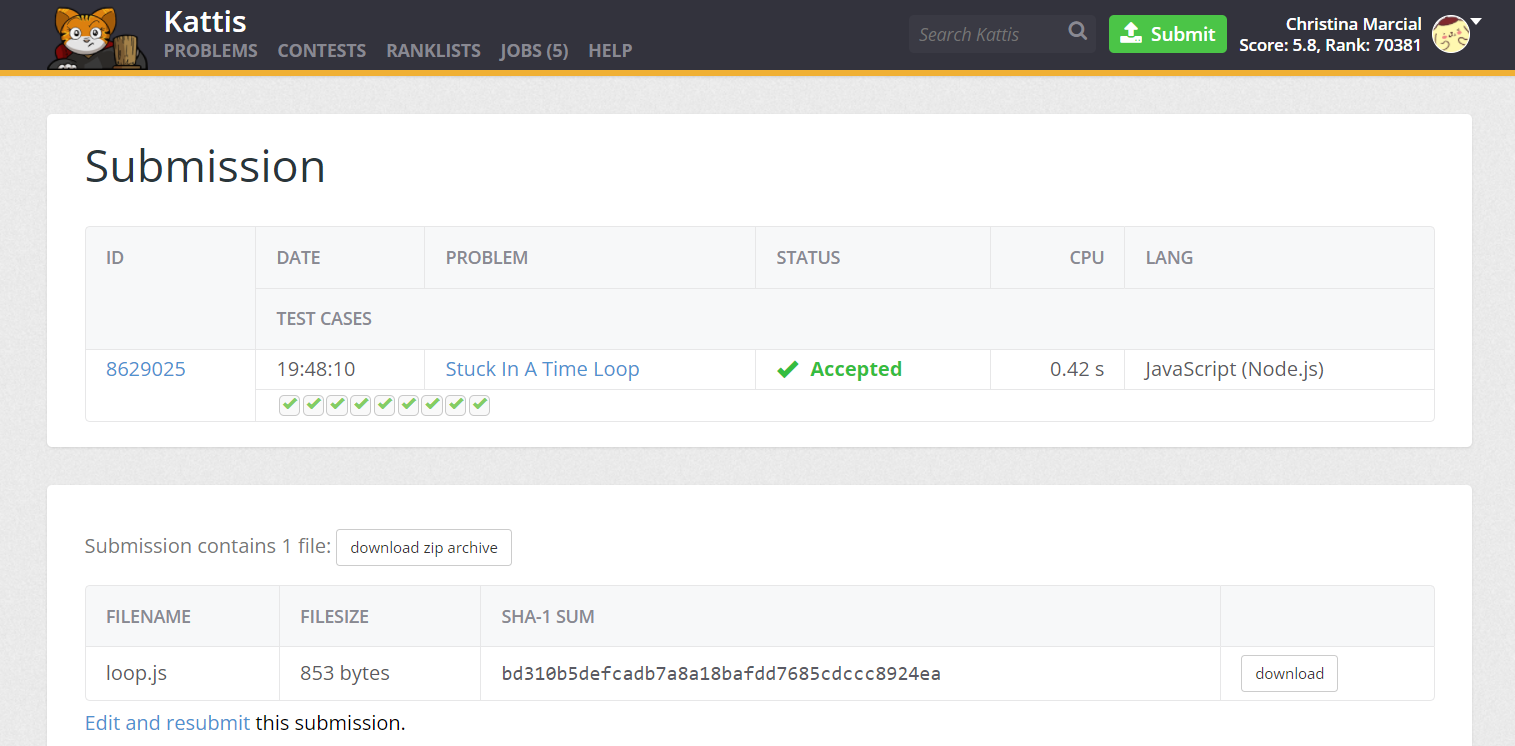 Kattis
PROBLEMS CONTESTS RANKLISTS JOBS (5) HELP
Search Kattis
Submit
Christina Marcial
Score: 5.8, Rank: 70381
Submission
ID DATE PROBLEM STATUS CPU LANG
TEST CASES
8629025 19:48:10 Stuck In A Time Loop Accepted 0.42 s JavaScript (Node.js)
Submission contains 1 file: download zip archive
FILENAME FILESIZE SHA-1 SUM
loop.js 853 bytes bd310b5defcadb7a8a18bafdd7685cdccc8924ea download
Edit and resubmit this submission.